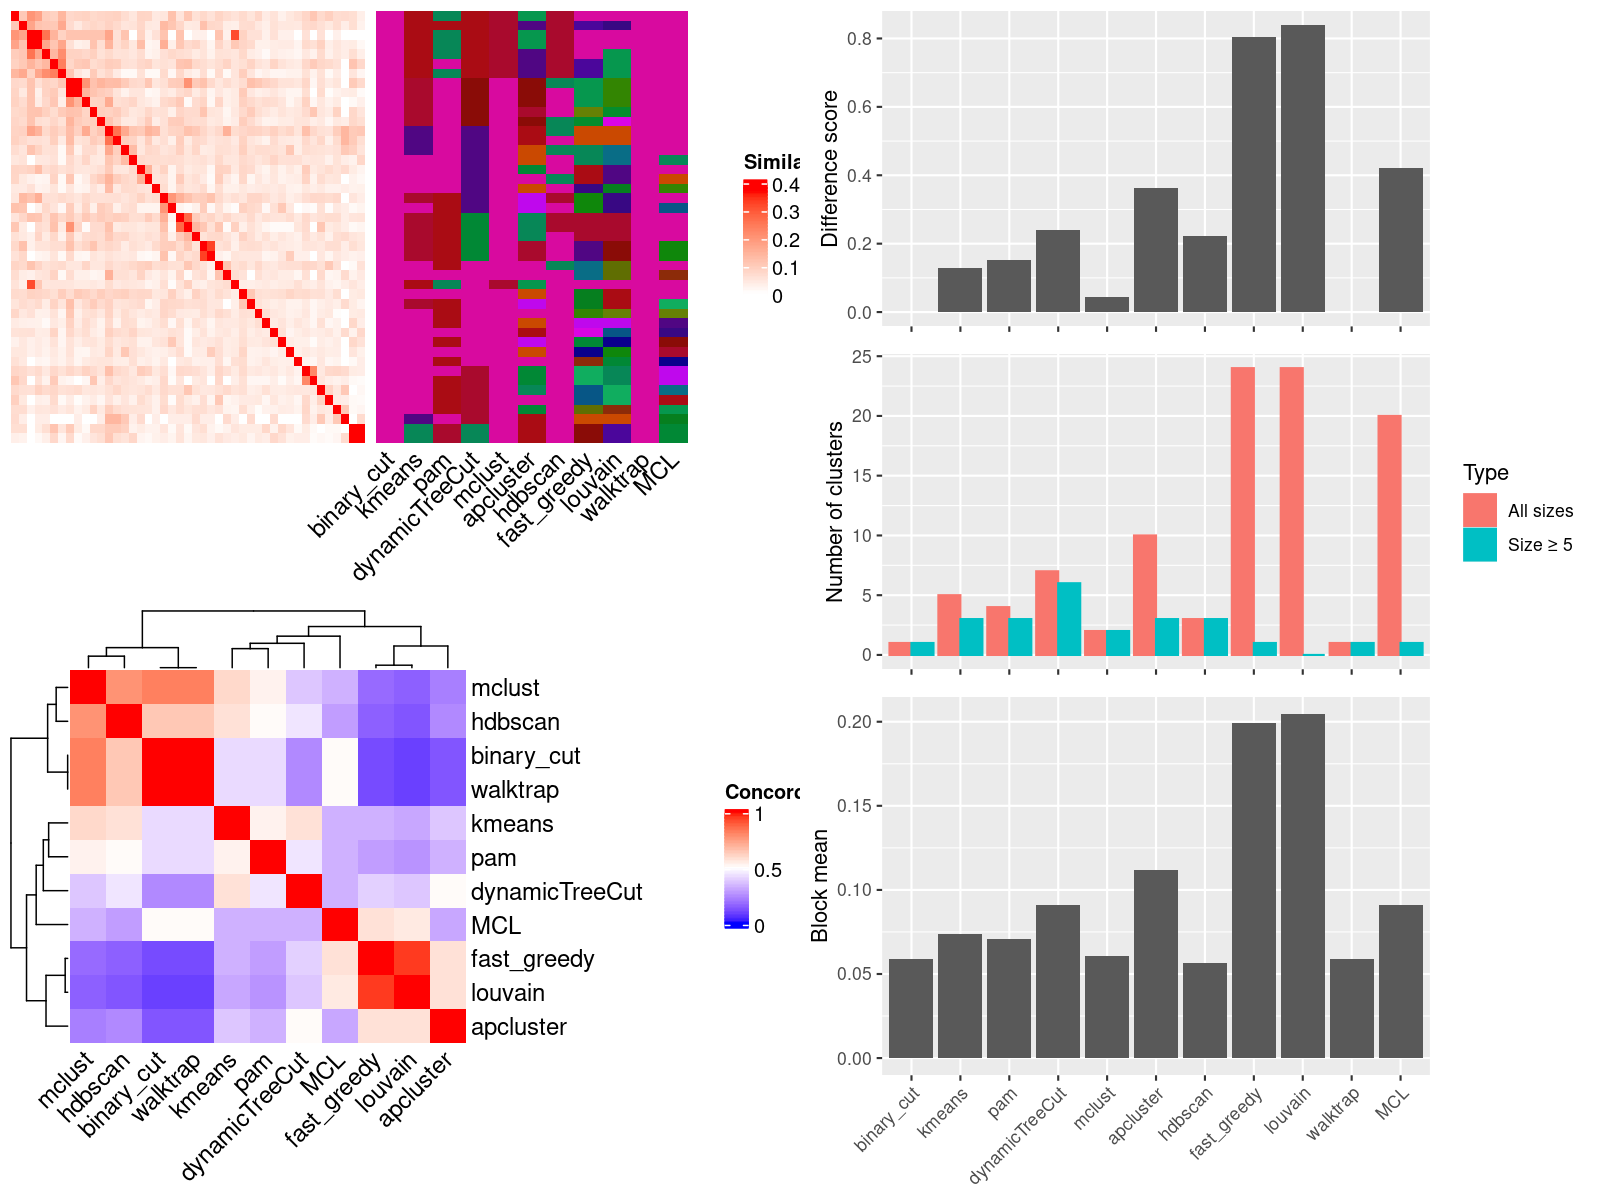 binary_cut
kmeans
pam
dynamicTreeCut
mclust
apcluster
hdbscan
fast_greedy
louvain
walktrap
MCL
Simila
0.4
0.3
0.2
0.1
0
mclust
hdbscan
binary_cut
walktrap
kmeans
pam
dynamicTreeCut
MCL
fast_greedy
louvain
apcluster
mclust
hdbscan
binary_cut
walktrap
kmeans
pam
dynamicTreeCut
MCL
fast_greedy
louvain
apcluster
Concord
1
0.5
0
Difference score
0.8
0.6
0.4
0.2
0.0
Number of clusters
25
20
15
10
5
0
Type
All sizes
Size ≥ 5
Block mean
0.20
0.15
0.10
0.05
0.00
binary_cut
kmeans
pam
dynamicTreeCut
mclust
apcluster
hdbscan
fast_greedy
louvain
walktrap
MCL